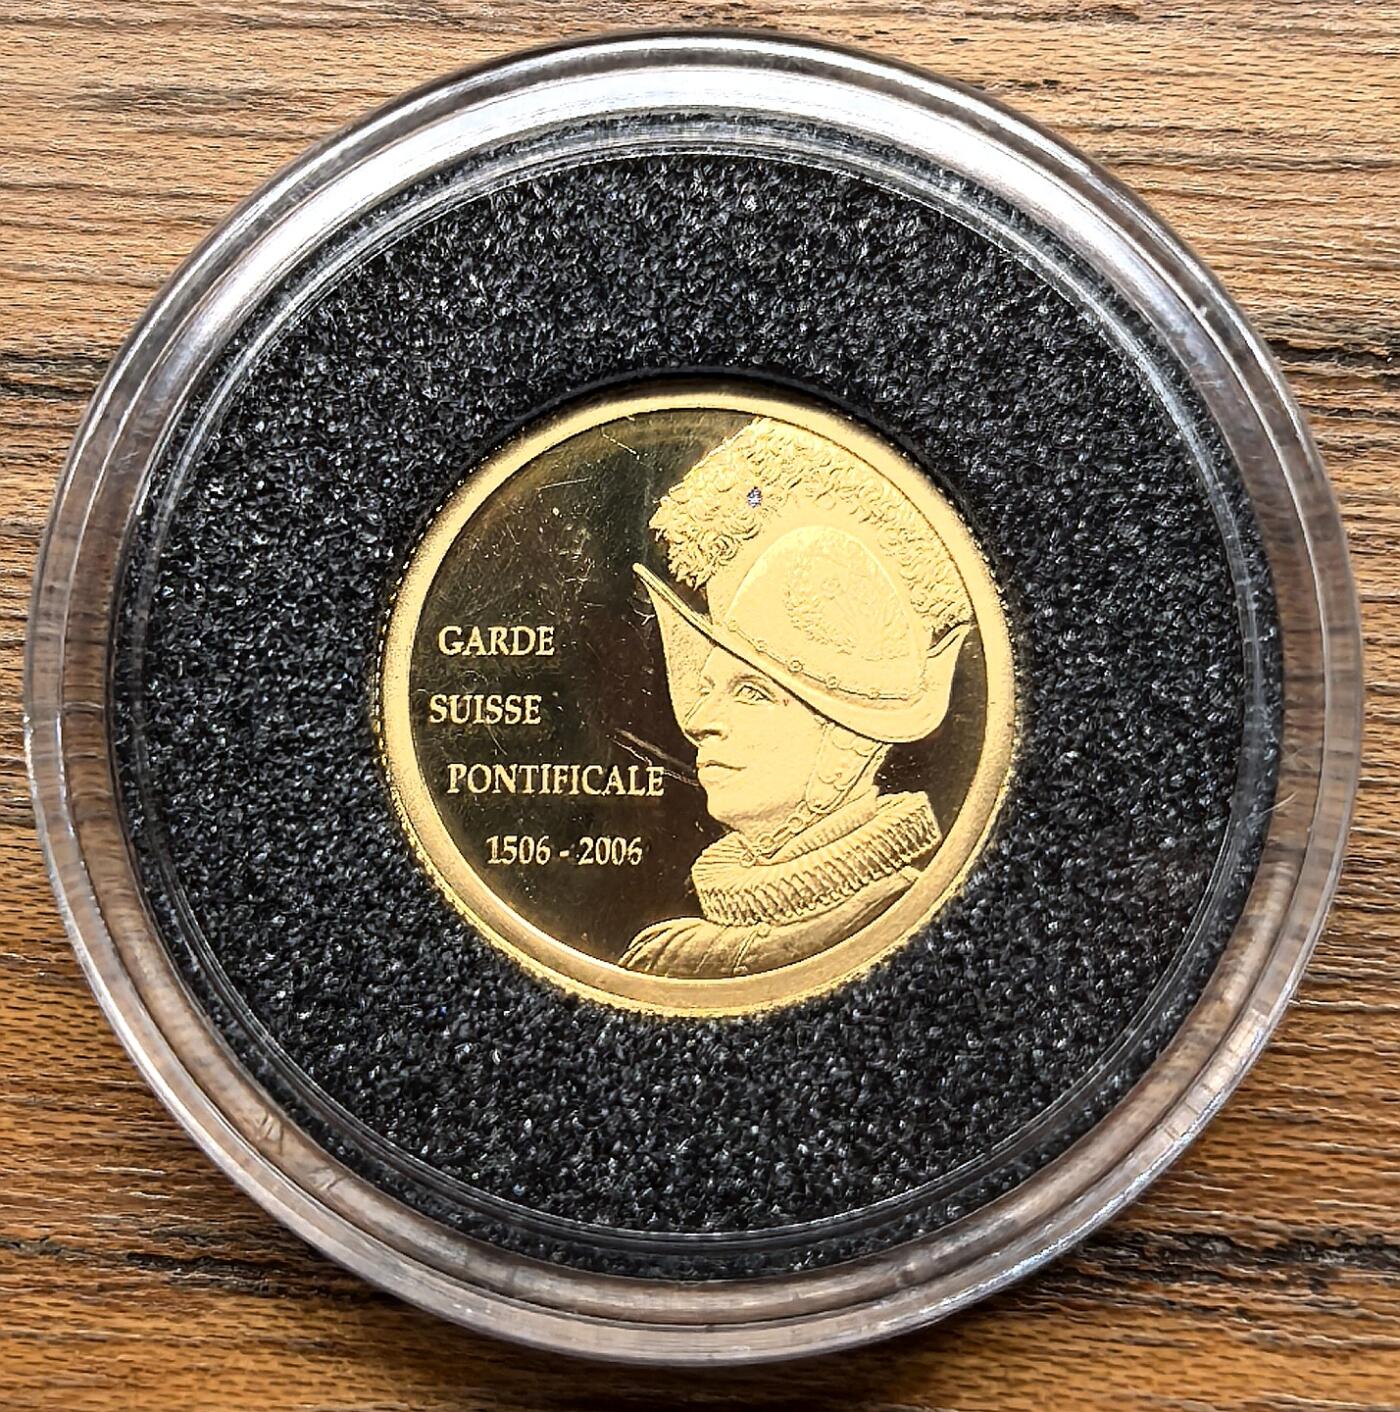 GARDE
SUISSE
PONTIFICALE
1506 - 2006